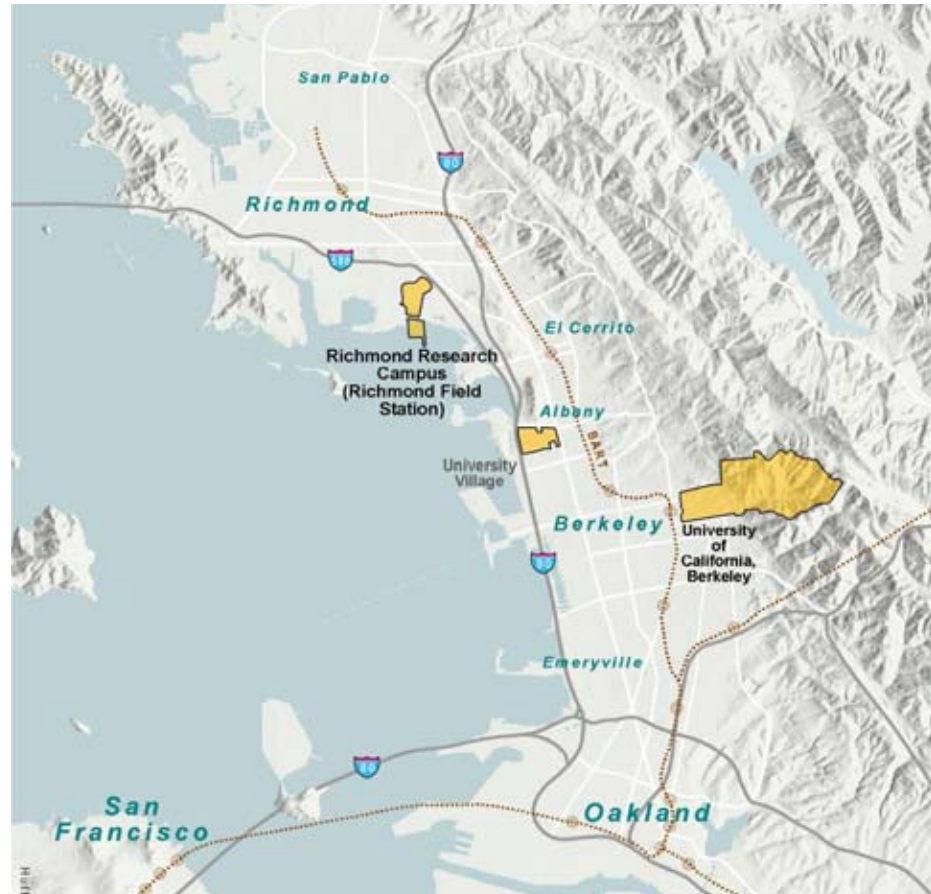 San Pablo
80
Richmond
580
El Cerrito
Richmond Research
Campus
(Richmond Field
Station)
Albany
BART
University
Village
Berkeley
University
of
California,
Berkeley
80
Emeryville
80
San
Francisco
Oakland